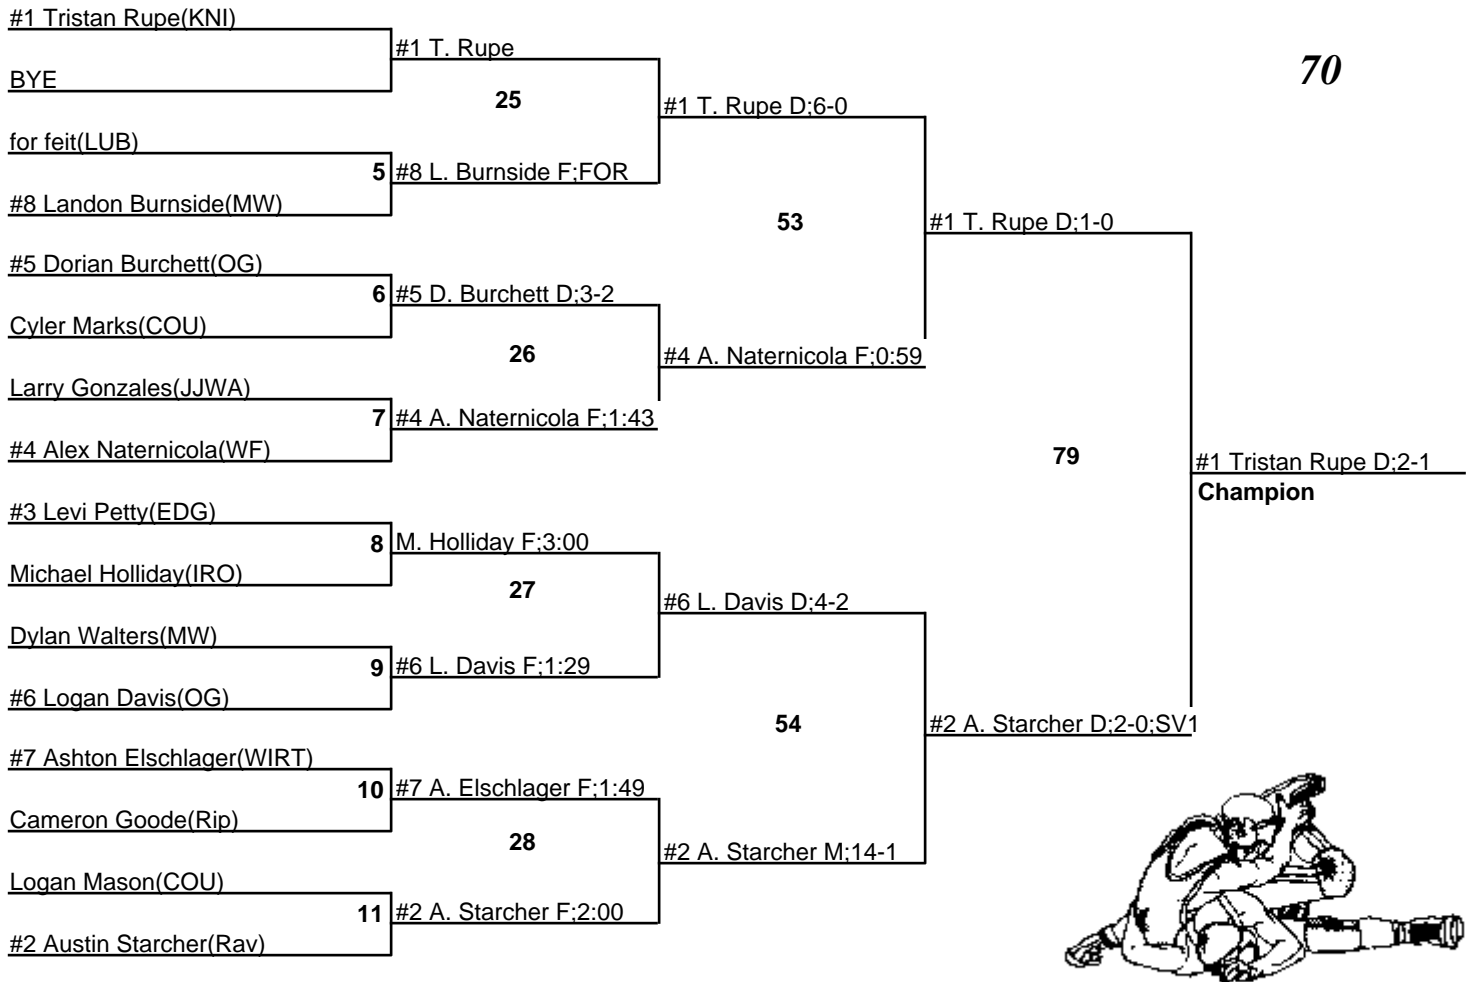 #1 Tristan Rupe(KNI)
BYE
for feit(LUB)
5
#8 Landon Burnside(MW)
#5 Dorian Burchett(OG)
6
Cyler Marks(COU)
Larry Gonzales(JJWA)
7
#4 Alex Naternicola(WF)
#3 Levi Petty(EDG)
8
Michael Holliday(IRO)
Dylan Walters(MW)
9
#6 Logan Davis(OG)
#7 Ashton Elschlager(WIRT)
10
Cameron Goode(Rip)
Logan Mason(COU)
11
#2 Austin Starcher(Rav)
#1 T. Rupe
25
#8 L. Burnside F;FOR
#5 D. Burchett D;3-2
26
#4 A. Naternicola F;1:43
M. Holliday F;3:00
27
#6 L. Davis F;1:29
#7 A. Elschlager F;1:49
28
#2 A. Starcher F;2:00
#1 T. Rupe D;6-0
53
#4 A. Naternicola F;0:59
#6 L. Davis D;4-2
54
#2 A. Starcher M;14-1
#1 T. Rupe D;1-0
79
#2 A. Starcher D;2-0;SV1
70
#1 Tristan Rupe D;2-1
Champion